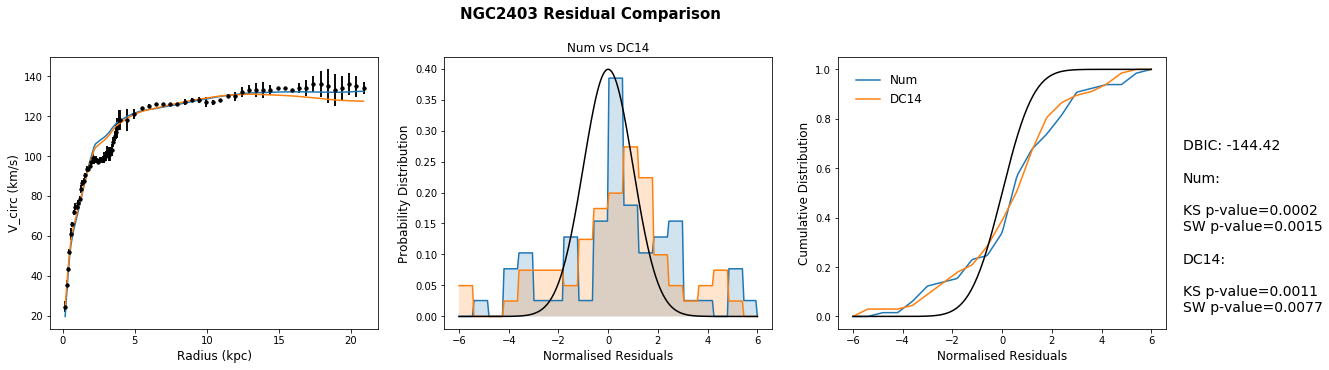 NGC2403 Residual Comparison
Num vs DC14
V_circ (km/s)
140
120
100
80
60
40
20
0
5
10
15
20
Radius (kpc)
Probability Distribution
0.40
0.35
0.30
0.25
0.20
0.15
0.10
0.05
0.00
−6
−4
−2
0
2
4
6
Normalised Residuals
Cumulative Distribution
1.0
0.8
0.6
0.4
0.2
0.0
−6
−4
−2
0
2
4
6
Normalised Residuals
Num
DC14
DBIC: -144.42
Num:
KS p-value=0.0002
SW p-value=0.0015
DC14:
KS p-value=0.0011
SW p-value=0.0077